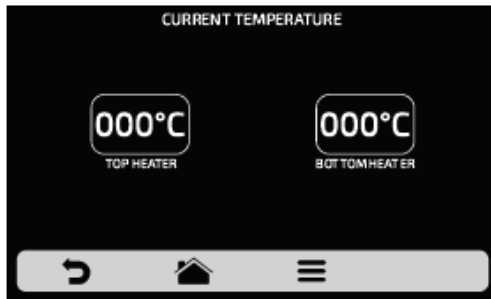 CURRENT TEMPERATURE
000°C 000°C
TOP HEATER BOTTOM HEATER